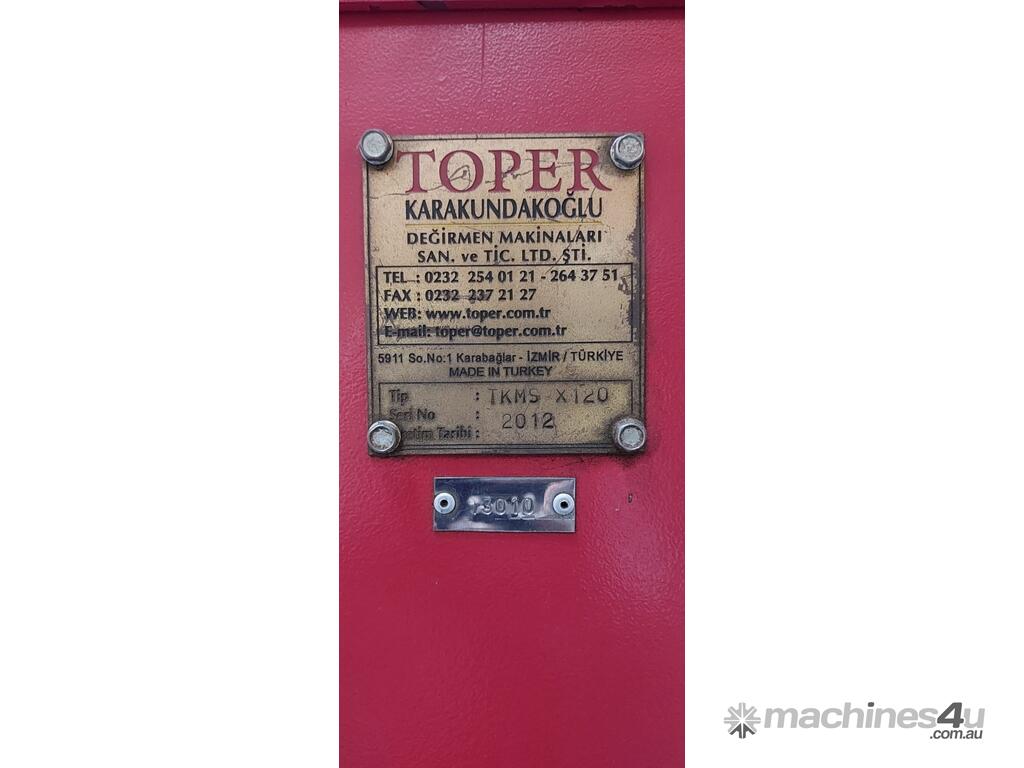 TOPER
KARAKUNDAKOĞLU
DEĞİRMEN MAKİNALARI
SAN. ve TİC. LTD. ŞTİ.
TEL : 0232 254 01 21 - 264 37 51
FAX : 0232 237 21 27
WEB: www.toper.com.tr
E-mail: toper@toper.com.tr
5911 So.No:1 Karabağlar - İZMİR / TÜRKİYE
MADE IN TURKEY
Tip : TKMS X120
Seri No :
2012
Tarihi :
machines4u
.com.au